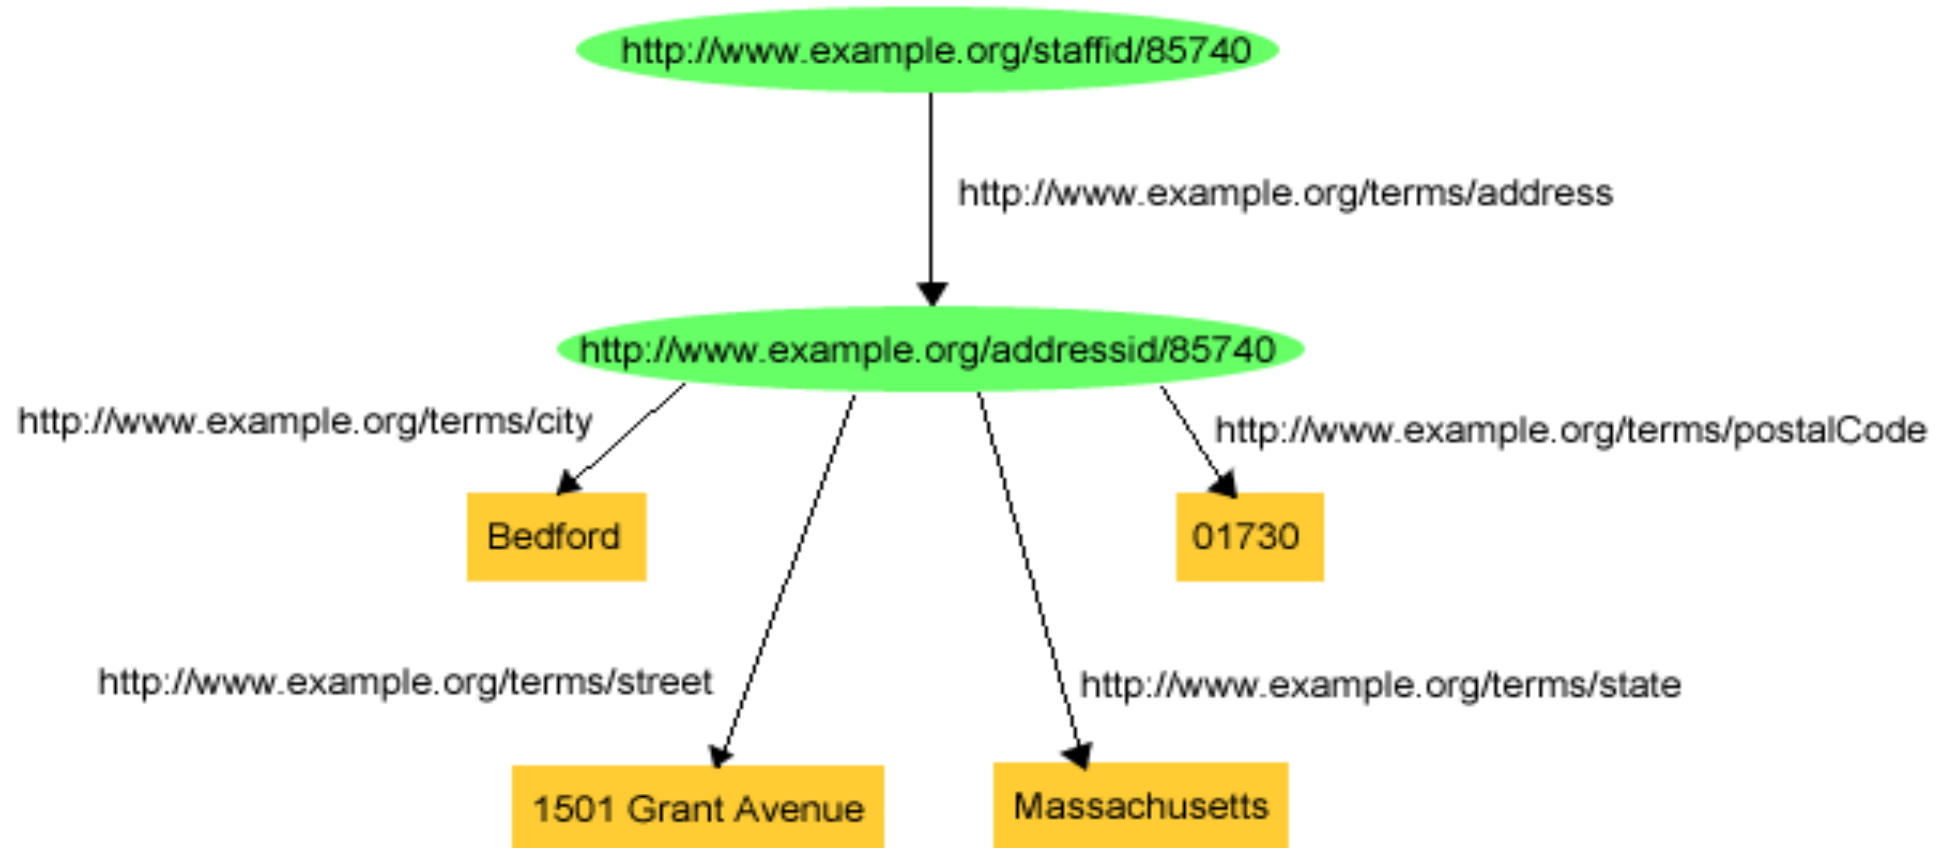 http://www.example.org/staffid/85740
http://www.example.org/terms/address
http://www.example.org/addressid/85740
http://www.example.org/terms/city
http://www.example.org/terms/postalCode
Bedford
01730
http://www.example.org/terms/street
http://www.example.org/terms/state
1501 Grant Avenue
Massachusetts